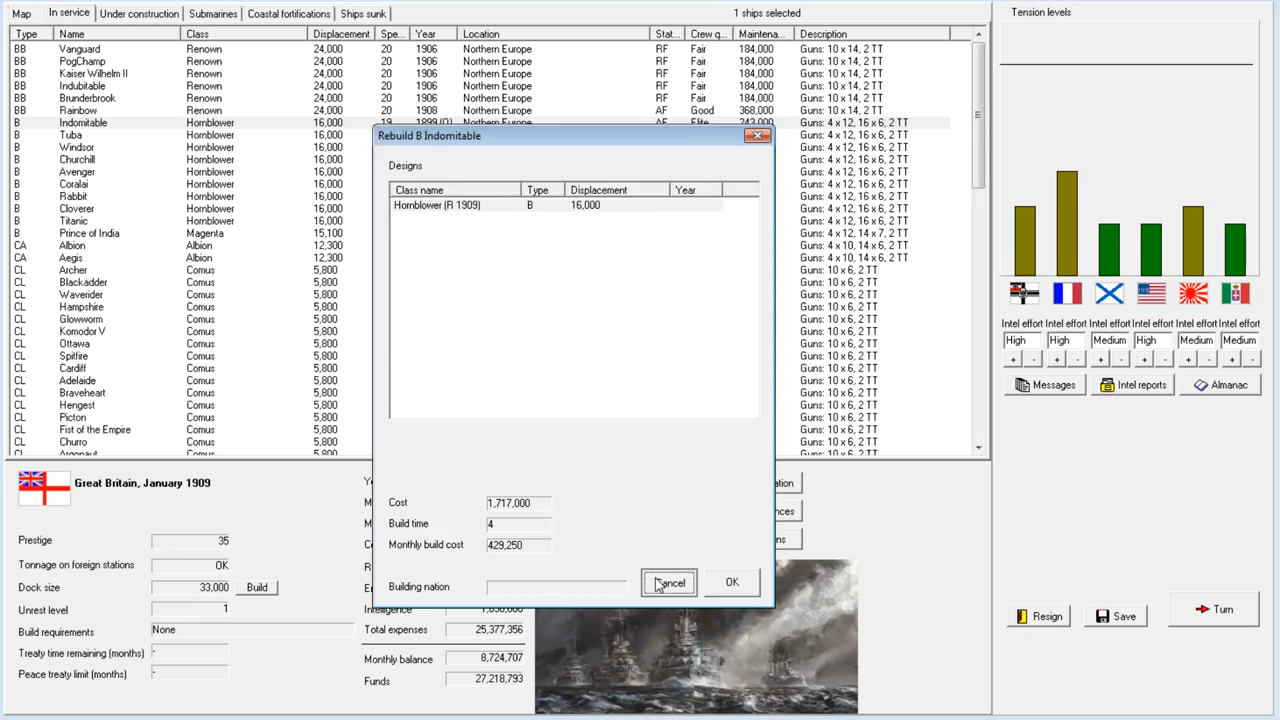 Map In service Under construction Submarines Coastal fortifications Ships sunk 1 ships selected
Type Name Class Displacement Spe... Year Location Stat... Crew q... Maintena... Description
BB Vanguard Renown 24,000 20 1906 Northern Europe RF Fair 184,000 Guns: 10 x 14, 2 TT
BB PogChamp Renown 24,000 20 1906 Northern Europe RF Fair 184,000 Guns: 10 x 14, 2 TT
BB Kaiser Wilhelm II Renown 24,000 20 1906 Northern Europe RF Fair 184,000 Guns: 10 x 14, 2 TT
BB Indubitable Renown 24,000 20 1906 Northern Europe RF Fair 184,000 Guns: 10 x 14, 2 TT
BB Brunderbrook Renown 24,000 20 1906 Northern Europe RF Fair 184,000 Guns: 10 x 14, 2 TT
BB Rainbow Renown 24,000 20 1908 Northern Europe AF Good 368,000 Guns: 10 x 14, 2 TT
B Indomitable Hornblower 16,000 19 1899 (O) Northern Europe AF Elite 243,000 Guns: 4 x 12, 16 x 6, 2 TT
B Tuba Hornblower 16,000 Guns: 4 x 12, 16 x 6, 2 TT
B Windsor Hornblower 16,000 Guns: 4 x 12, 16 x 6, 2 TT
B Churchill Hornblower 16,000 Guns: 4 x 12, 16 x 6, 2 TT
B Avenger Hornblower 16,000 Guns: 4 x 12, 16 x 6, 2 TT
B Coralai Hornblower 16,000 Guns: 4 x 12, 16 x 6, 2 TT
B Rabbit Hornblower 16,000 Guns: 4 x 12, 16 x 6, 2 TT
B Cloverer Hornblower 16,000 Guns: 4 x 12, 16 x 6, 2 TT
B Titanic Hornblower 16,000 Guns: 4 x 12, 16 x 6, 2 TT
B Prince of India Magenta 15,100 Guns: 4 x 12, 14 x 7, 2 TT
CA Albion Albion 12,300 Guns: 4 x 10, 14 x 6, 2 TT
CA Aegis Albion 12,300 Guns: 4 x 10, 14 x 6, 2 TT
CL Archer Comus 5,800 Guns: 10 x 6, 2 TT
CL Blackadder Comus 5,800 Guns: 10 x 6, 2 TT
CL Waverider Comus 5,800 Guns: 10 x 6, 2 TT
CL Hampshire Comus 5,800 Guns: 10 x 6, 2 TT
CL Glowworm Comus 5,800 Guns: 10 x 6, 2 TT
CL Komodor V Comus 5,800 Guns: 10 x 6, 2 TT
CL Ottawa Comus 5,800 Guns: 10 x 6, 2 TT
CL Spitfire Comus 5,800 Guns: 10 x 6, 2 TT
CL Cardiff Comus 5,800 Guns: 10 x 6, 2 TT
CL Adelaide Comus 5,800 Guns: 10 x 6, 2 TT
CL Braveheart Comus 5,800 Guns: 10 x 6, 2 TT
CL Hengest Comus 5,800 Guns: 10 x 6, 2 TT
CL Picton Comus 5,800 Guns: 10 x 6, 2 TT
CL Fist of the Empire Comus 5,800 Guns: 10 x 6, 2 TT
CL Churro Comus 5,800 Guns: 10 x 6, 2 TT
CL Argonaut Comus 5,800 Guns: 10 x 6, 2 TT
Rebuild B Indomitable
Designs
Class name Type Displacement Year
Hornblower (R 1909) B 16,000
Cost 1,717,000
Build time 4
Monthly build cost 429,250
Building nation
Cancel OK
Tension levels
Intel effort Intel effort Intel effort Intel effort Intel effort Intel effort
High High Medium High Medium Medium
+ - + - + - + - + - + -
Messages Intel reports Almanac
Great Britain, January 1909
Prestige 35
Tonnage on foreign stations OK
Dock size 33,000 Build
Unrest level 1
Build requirements None
Treaty time remaining (months) -
Peace treaty limit (months) -
Total expenses 25,377,356
Monthly balance 8,724,707
Funds 27,218,793
Resign Save Turn